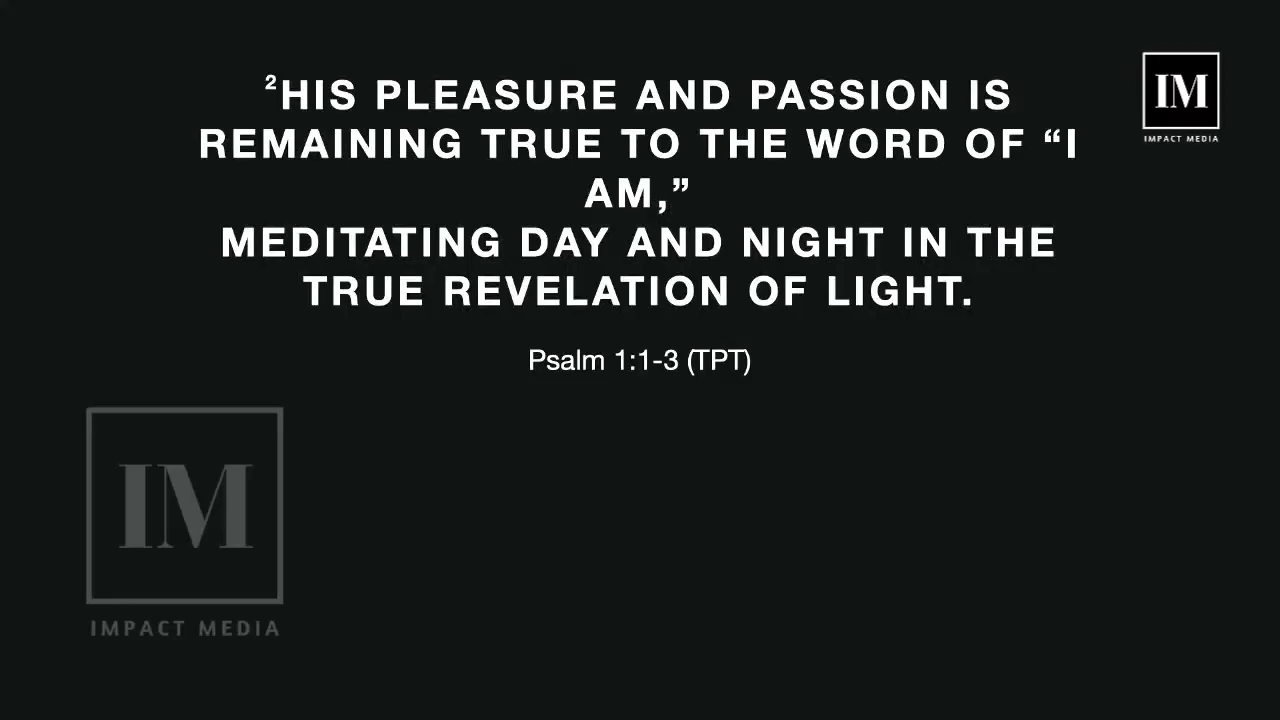 ²HIS PLEASURE AND PASSION IS
REMAINING TRUE TO THE WORD OF “I
AM,”
MEDITATING DAY AND NIGHT IN THE
TRUE REVELATION OF LIGHT.
Psalm 1:1-3 (TPT)
IM
IMPACT MEDIA
IM
IMPACT MEDIA